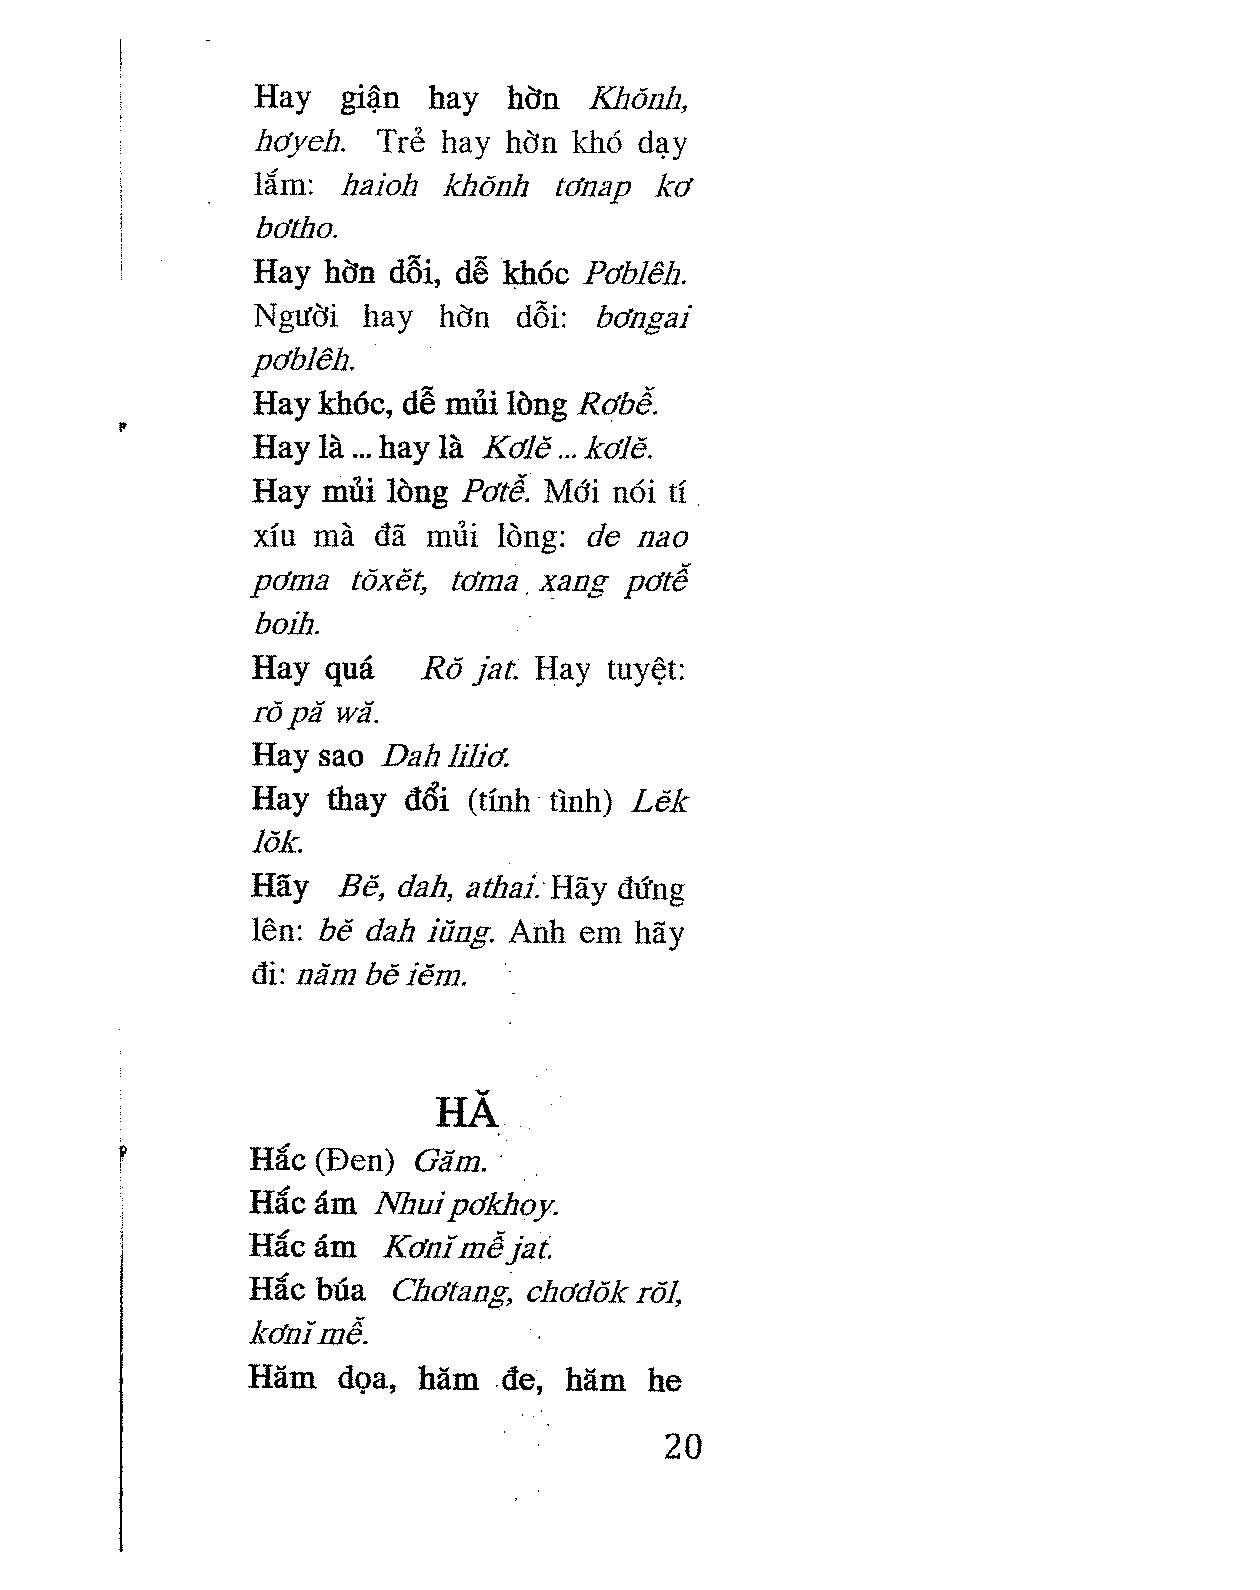 Hay giận hay hờn Khŏnh,
hơyeh. Trẻ hay hờn khó dạy
lắm: haioh khŏnh tơnap kơ
bơtho.
Hay hờn dỗi, dễ khóc Pơblêh.
Người hay hờn dỗi: bơngai
pơblêh.
Hay khóc, dễ mủi lòng Rơbê̆.
Hay là ... hay là Kơlĕ ... kơlĕ.
Hay mủi lòng Pơtê̆. Mới nói tí
xíu mà đã mủi lòng: de nao
pơma tŏxĕt, tơma xang pơtê̆
boih.
Hay quá Rŏ jat. Hay tuyệt:
rŏ pă wă.
Hay sao Dah liliơ.
Hay thay đổi (tính tình) Lĕk
lŏk.
Hãy Bĕ, dah, athai. Hãy đứng
lên: bĕ dah iŭng. Anh em hãy
đi: năm bĕ iĕm.
HĂ
Hắc (Đen) Găm.
Hắc ám Nhui pơkhoy.
Hắc ám Kơnĭ mê̆ jat.
Hắc búa Chơtang, chơdŏk rŏl,
kơnĭ mê̆.
Hăm dọa, hăm đe, hăm he
20